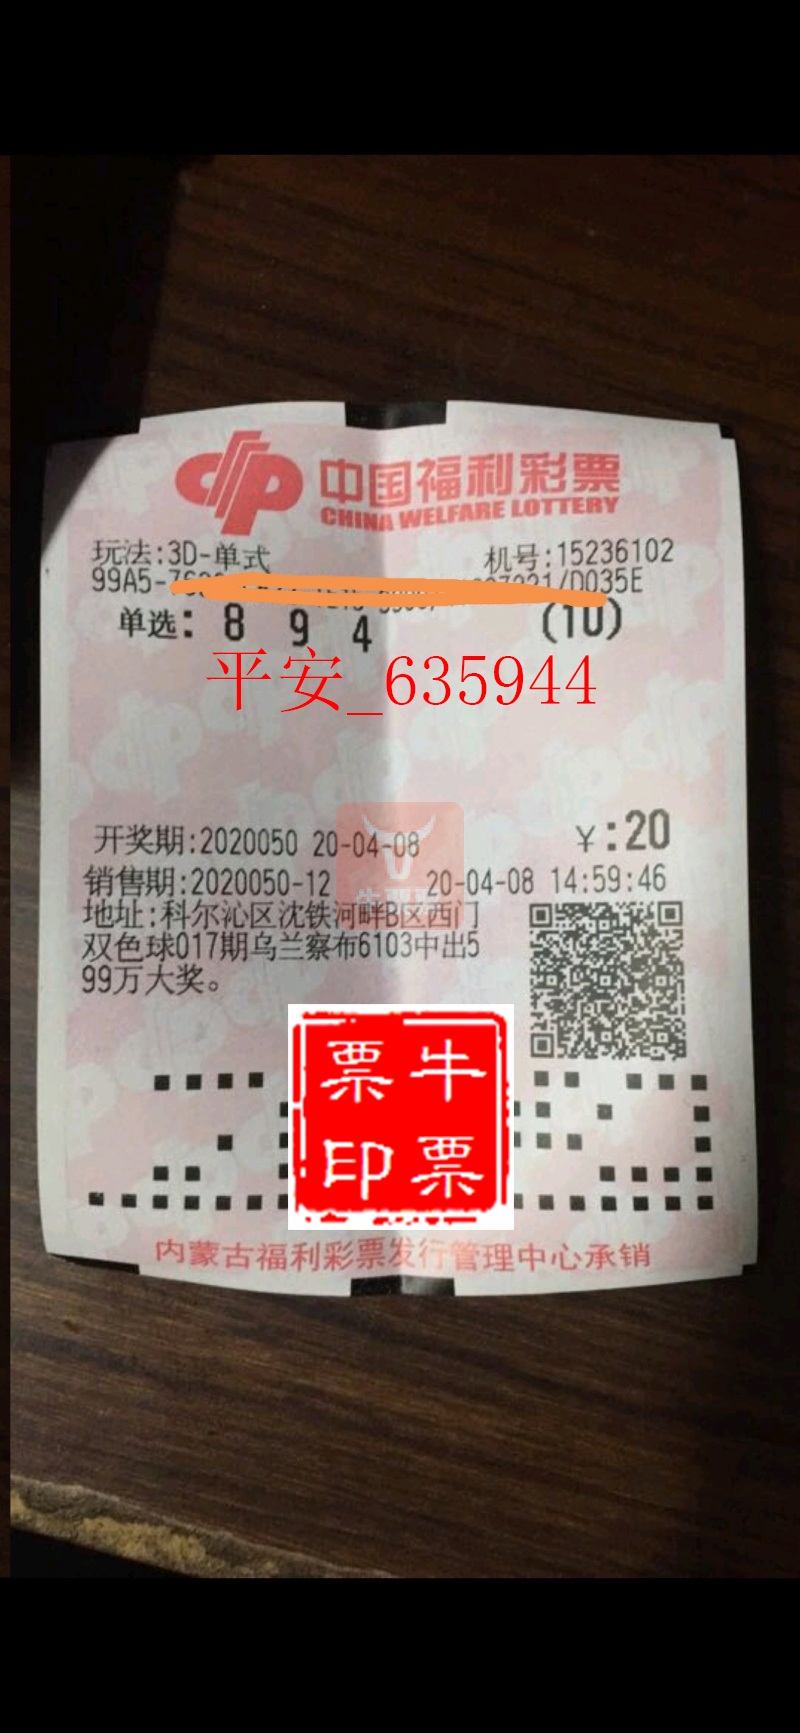 中国福利彩票
CHINA WELFARE LOTTERY
玩法:3D-单式 机号:15236102
99A5- /D035E
单选: 8 9 4 (10)
平安_635944
开奖期:2020050 20-04-08 ¥:20
销售期:2020050-12 20-04-08 14:59:46
牛票票
地址:科尔沁区沈铁河畔B区西门
双色球017期乌兰察布6103中出5
99万大奖。
牛票票印
内蒙古福利彩票发行管理中心承销